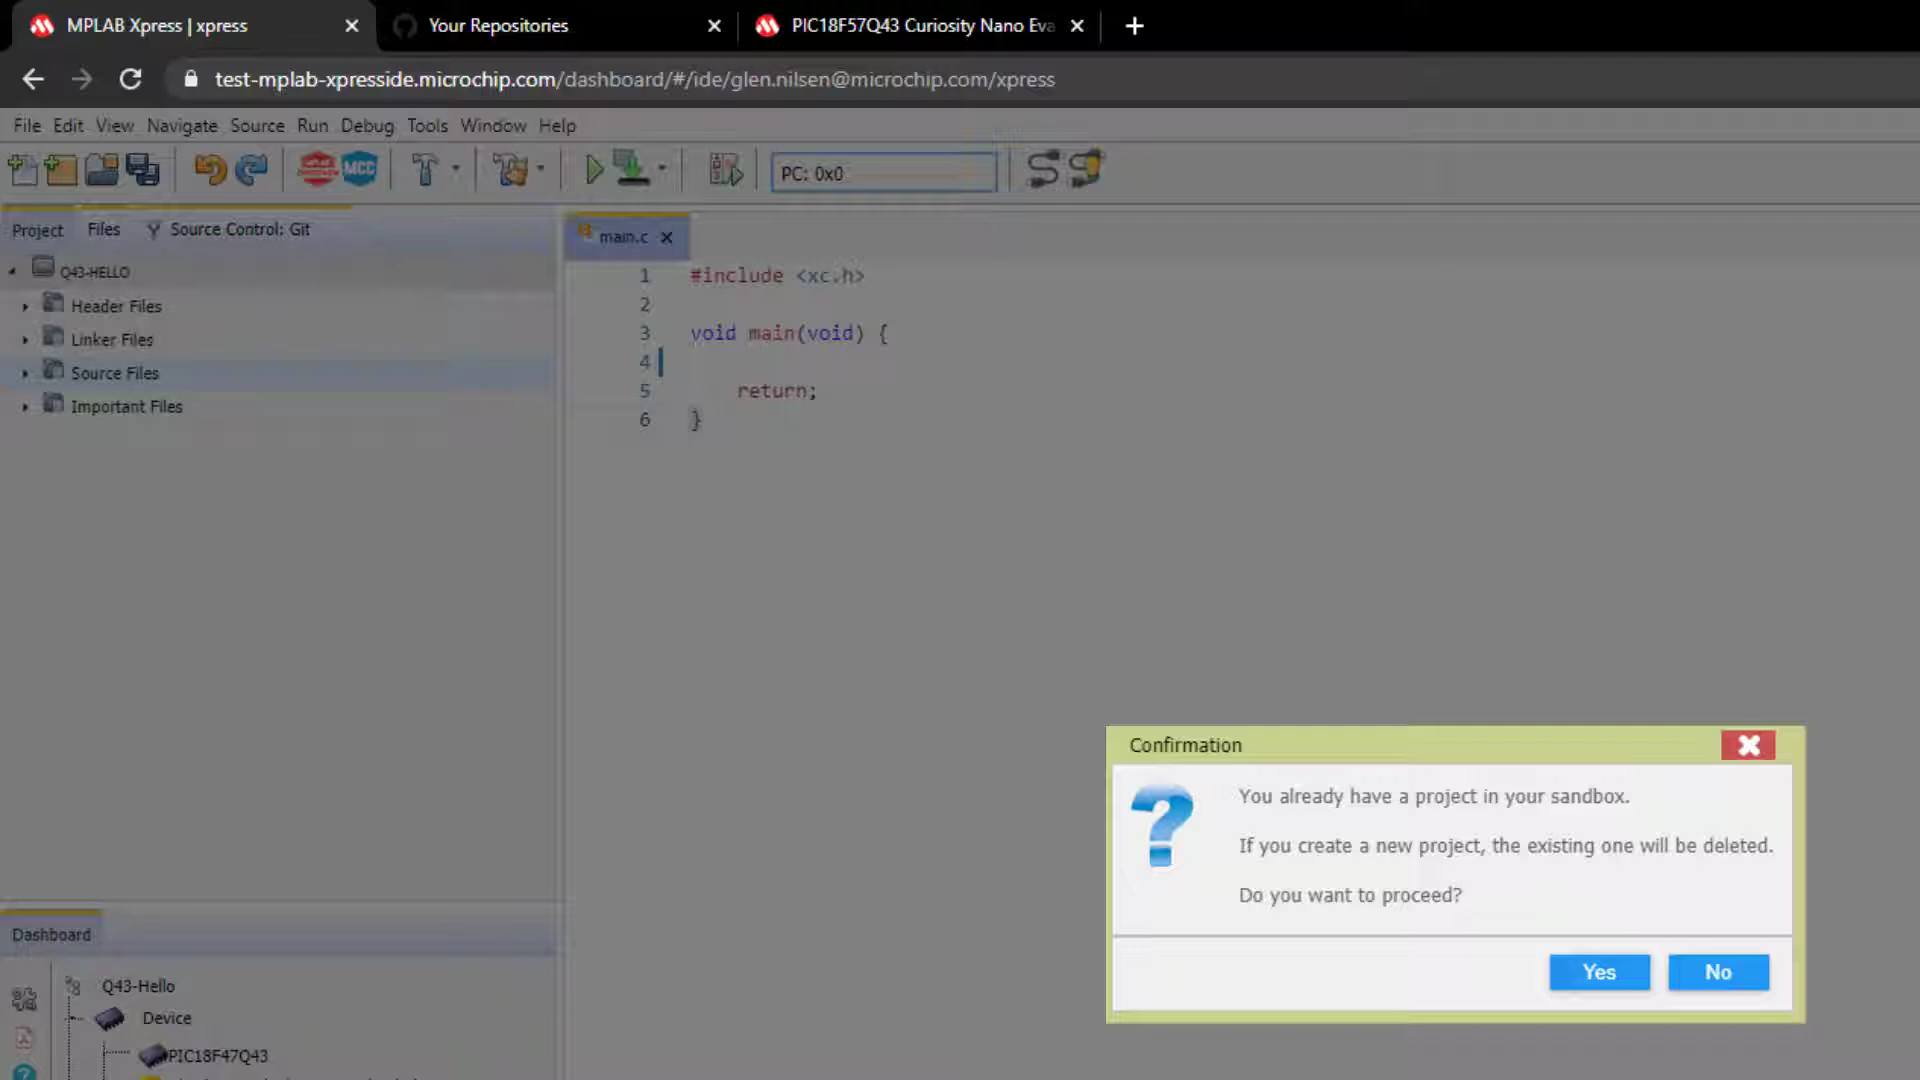 MPLAB Xpress | xpress
Your Repositories
PIC18F57Q43 Curiosity Nano Eva
test-mplab-xpresside.microchip.com/dashboard/#/ide/glen.nilsen@microchip.com/xpress
File Edit View Navigate Source Run Debug Tools Window Help
MCC
PC: 0x0
Project Files Source Control: Git
main.c
Q43-HELLO
Header Files
Linker Files
Source Files
Important Files
1 #include <xc.h>
2
3 void main(void) {
4
5 return;
6 }
Confirmation
You already have a project in your sandbox.
If you create a new project, the existing one will be deleted.
Do you want to proceed?
Yes No
Dashboard
Q43-Hello
Device
PIC18F47Q43